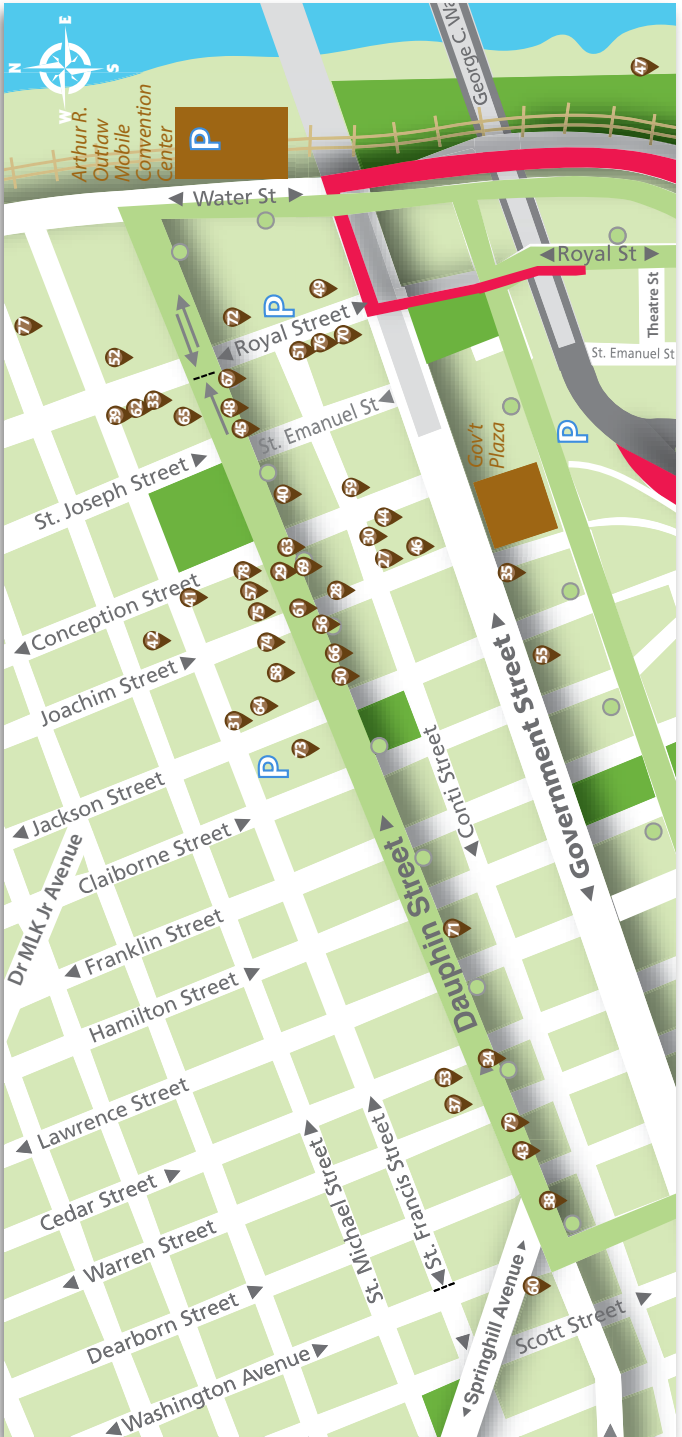 N
E
S
W
Arthur R.
Outlaw
Mobile
Convention
Center
P
George C. Wa
47
Water St
Royal St
Theatre St
St. Emanuel St
77
52
72
P
49
Royal Street
51
76
70
67
39
62
33
65
48
45
St. Emanuel St
St. Joseph Street
40
59
Gov't
Plaza
P
44
30
27
46
63
78
29
69
57
41
75
61
28
56
35
Conception Street
42
74
66
55
58
50
Joachim Street
64
31
73
P
Jackson Street
Conti Street
Government Street
Claiborne Street
Dr MLK Jr Avenue
Dauphin Street
Franklin Street
71
Hamilton Street
34
53
37
Lawrence Street
79
43
Cedar Street
38
St. Michael Street
St. Francis Street
Warren Street
60
Springhill Avenue
Scott Street
Dearborn Street
Washington Avenue